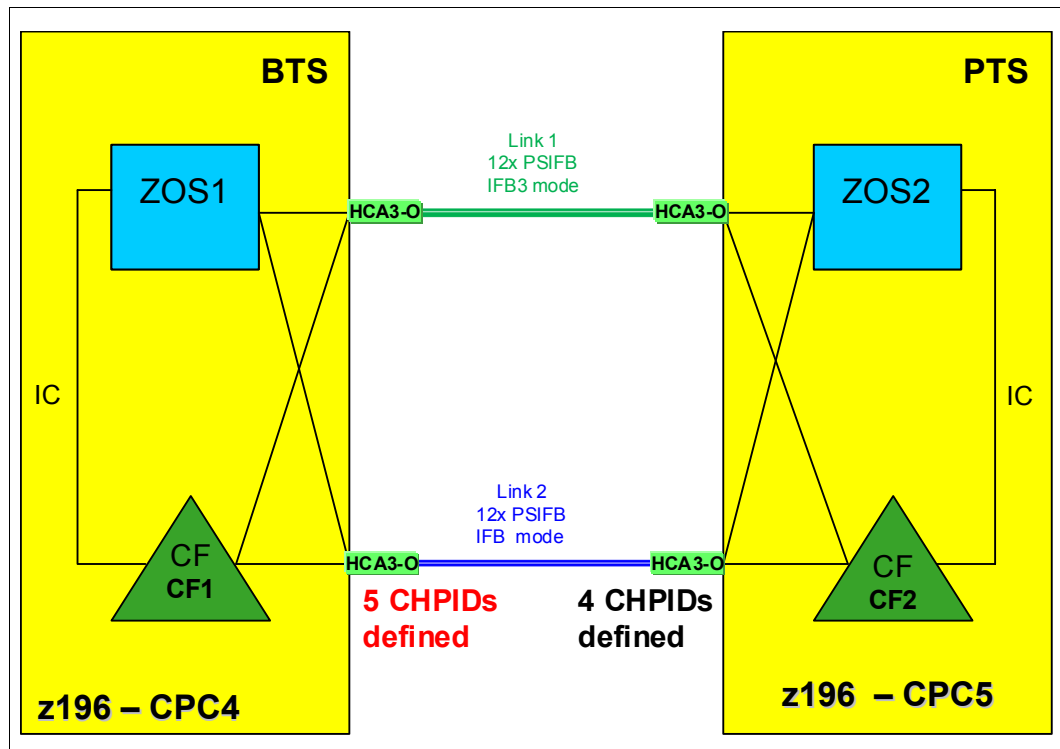 BTS
PTS
ZOS1
Link 1
12x PSIFB
IFB3 mode
ZOS2
HCA3-O
HCA3-O
IC
IC
CF
CF1
Link 2
12x PSIFB
IFB mode
CF
CF2
HCA3-O
HCA3-O
5 CHPIDs
defined
4 CHPIDs
defined
z196 – CPC4
z196 – CPC5